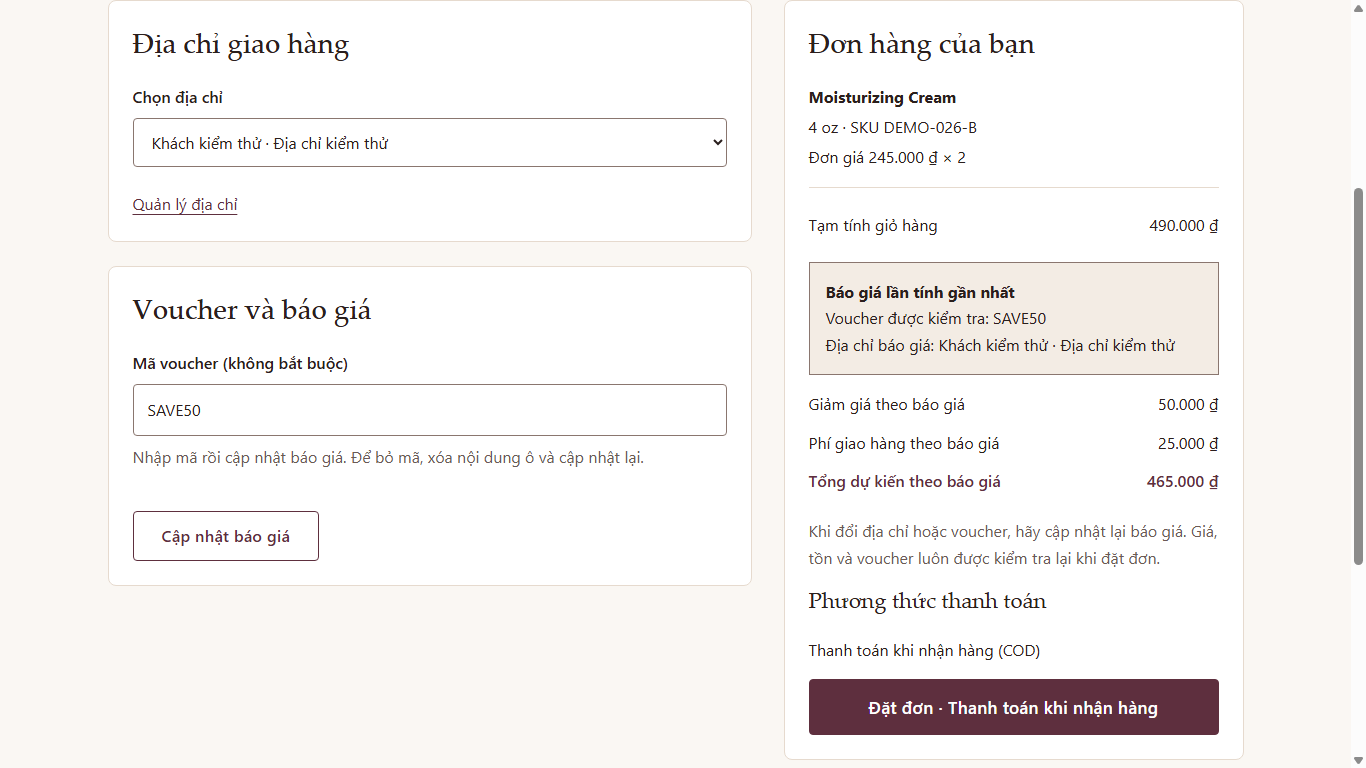 Địa chỉ giao hàng
Chọn địa chỉ
Khách kiểm thử · Địa chỉ kiểm thử
Quản lý địa chỉ
Voucher và báo giá
Mã voucher (không bắt buộc)
SAVE50
Nhập mã rồi cập nhật báo giá. Để bỏ mã, xóa nội dung ô và cập nhật lại.
Cập nhật báo giá
Đơn hàng của bạn
Moisturizing Cream
4 oz · SKU DEMO-026-B
Đơn giá 245.000 ₫ × 2
Tạm tính giỏ hàng 490.000 ₫
Báo giá lần tính gần nhất
Voucher được kiểm tra: SAVE50
Địa chỉ báo giá: Khách kiểm thử · Địa chỉ kiểm thử
Giảm giá theo báo giá 50.000 ₫
Phí giao hàng theo báo giá 25.000 ₫
Tổng dự kiến theo báo giá 465.000 ₫
Khi đổi địa chỉ hoặc voucher, hãy cập nhật lại báo giá. Giá,
tồn và voucher luôn được kiểm tra lại khi đặt đơn.
Phương thức thanh toán
Thanh toán khi nhận hàng (COD)
Đặt đơn · Thanh toán khi nhận hàng